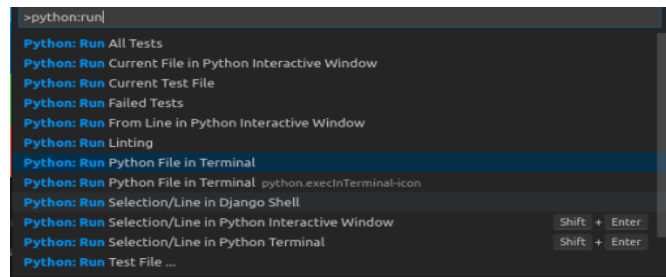 >python:run
Python: Run All Tests
Python: Run Current File in Python Interactive Window
Python: Run Current Test File
Python: Run Failed Tests
Python: Run From Line in Python Interactive Window
Python: Run Linting
Python: Run Python File in Terminal
Python: Run Python File in Terminal python.execInTerminal-icon
Python: Run Selection/Line in Django Shell
Python: Run Selection/Line in Python Interactive Window Shift + Enter
Python: Run Selection/Line in Python Terminal Shift + Enter
Python: Run Test File ...